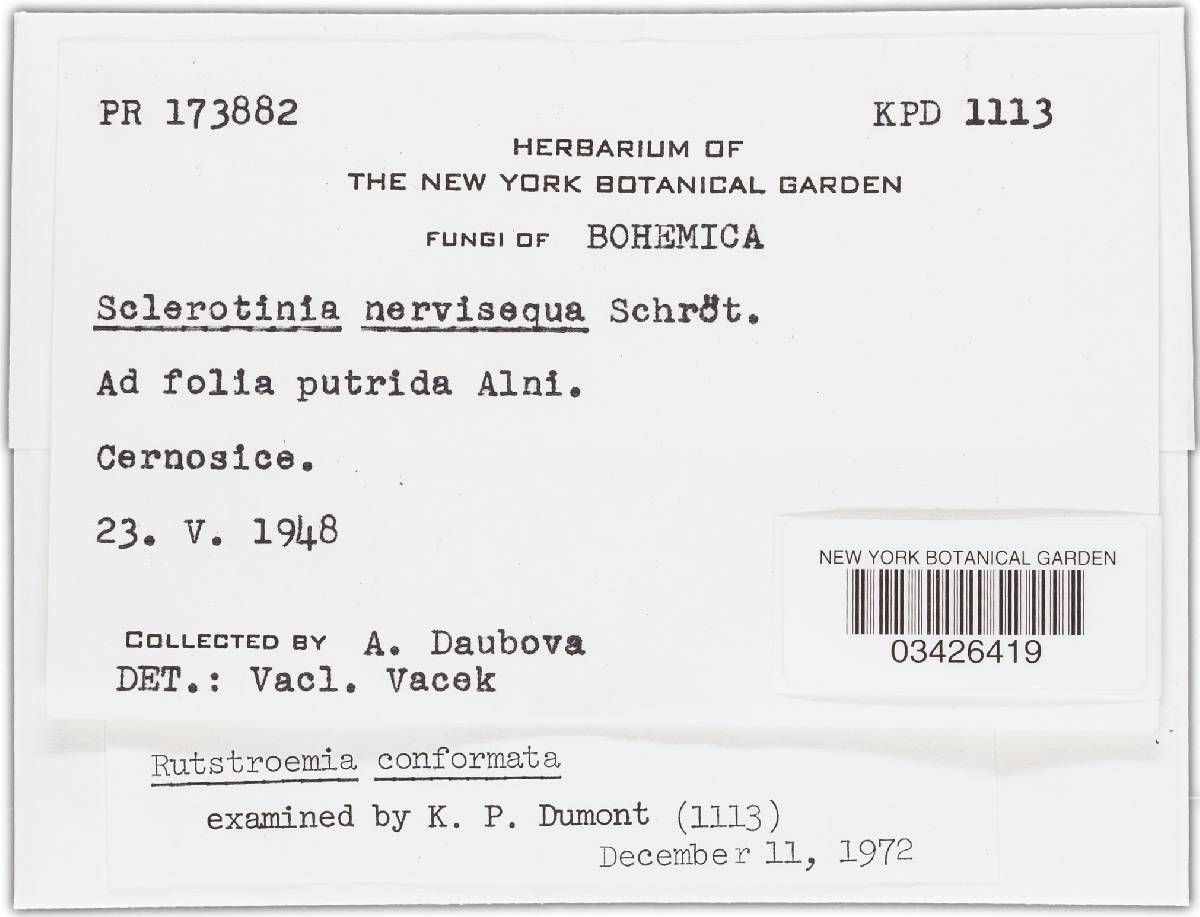 PR 173882 KPD 1113
HERBARIUM OF
THE NEW YORK BOTANICAL GARDEN
FUNGI OF BOHEMICA
Sclerotinia nervisequa Schröt.
Ad folia putrida Alni.
Cernosice.
23. V. 1948
NEW YORK BOTANICAL GARDEN
03426419
COLLECTED BY A. Daubova
DET.: Vacl. Vacek
Rutstroemia conformata
examined by K. P. Dumont (1113)
December 11, 1972